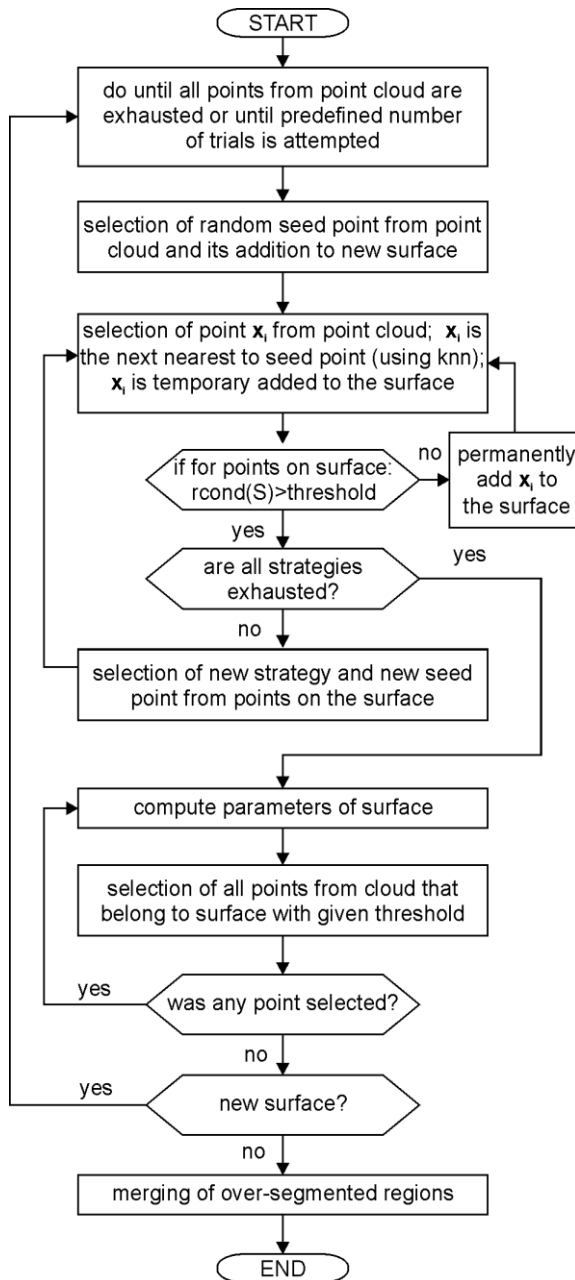 START
do until all points from point cloud are
exhausted or until predefined number
of trials is attempted
selection of random seed point from point
cloud and its addition to new surface
selection of point xᵢ from point cloud; xᵢ is
the next nearest to seed point (using knn);
xᵢ is temporary added to the surface
if for points on surface:
rcond(S)>threshold
no
permanently
add xᵢ to
the surface
yes
are all strategies
exhausted?
yes
no
selection of new strategy and new seed
point from points on the surface
compute parameters of surface
selection of all points from cloud that
belong to surface with given threshold
was any point selected?
yes
no
new surface?
yes
no
merging of over-segmented regions
END